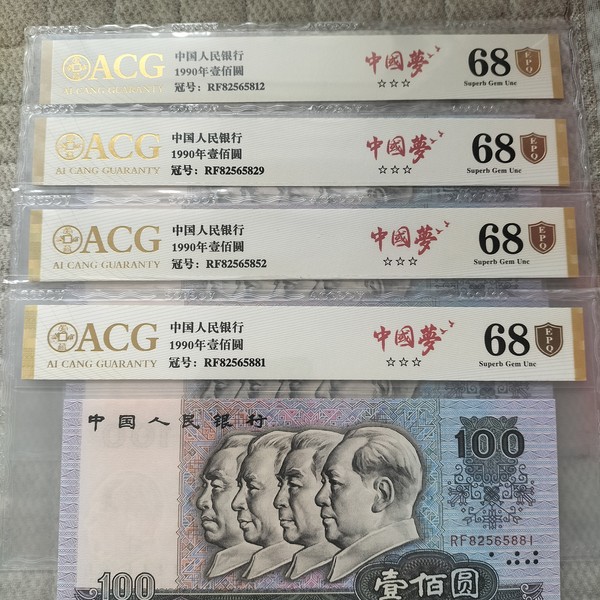 ACG
AI CANG GUARANTY
中国人民银行
1990年壹佰圆
冠号：RF82565812
中國夢
☆☆☆
68
Superb Gem Unc
EPQ
ACG
AI CANG GUARANTY
中国人民银行
1990年壹佰圆
冠号：RF82565829
中國夢
☆☆☆
68
Superb Gem Unc
EPQ
ACG
AI CANG GUARANTY
中国人民银行
1990年壹佰圆
冠号：RF82565852
中國夢
☆☆☆
68
Superb Gem Unc
EPQ
ACG
AI CANG GUARANTY
中国人民银行
1990年壹佰圆
冠号：RF82565881
中國夢
☆☆☆
68
Superb Gem Unc
EPQ
中国人民银行
100
RF82565881
100
壹佰圆